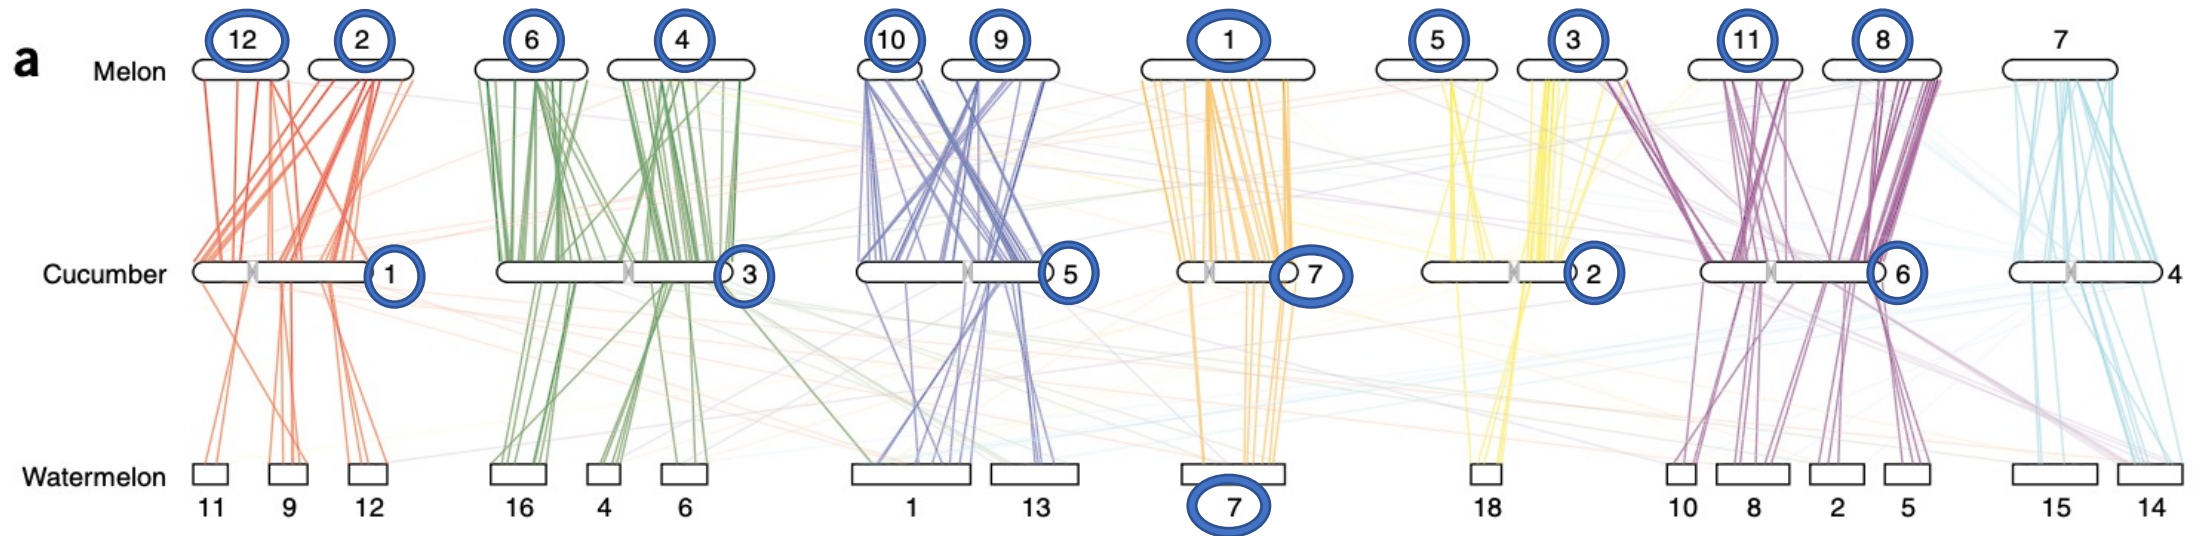 a
12 2 6 4 10 9 1 5 3 11 8 7
Melon
Cucumber 1 3 5 7 2 6 4
Watermelon
11 9 12 16 4 6 1 13 7 18 10 8 2 5 15 14